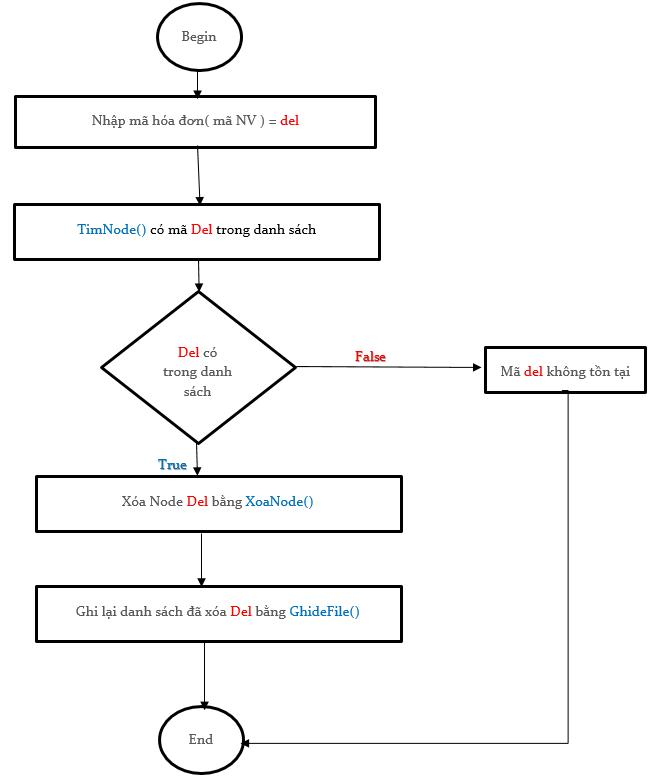 Begin
Nhập mã hóa đơn( mã NV ) = del
TimNode() có mã Del trong danh sách
Del có
trong danh
sách
False
Mã del không tồn tại
True
Xóa Node Del bằng XoaNode()
Ghi lại danh sách đã xóa Del bằng GhideFile()
End